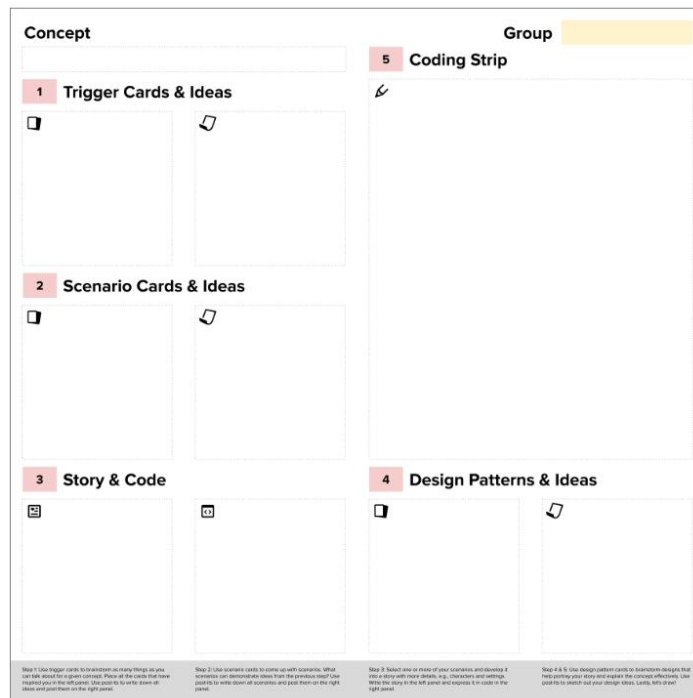 Concept
Group
5 Coding Strip
1 Trigger Cards & Ideas
2 Scenario Cards & Ideas
3 Story & Code
4 Design Patterns & Ideas
Step 1: Use trigger cards to brainstorm as many things as you
can talk about for a given concept. Place all the cards that have
inspired you in the left panel. Use post-its to write down all
ideas and post them on the right panel.
Step 2: Use scenario cards to come up with scenarios. What
scenarios can demonstrate ideas from the previous step? Use
post-its to write down all scenarios and post them on the right
panel.
Step 3: Select one or more of your scenarios and develop it
into a story with more details, e.g., characters and settings.
Write the story in the left panel and express it in code in the
right panel.
Step 4 & 5: Use design pattern cards to brainstorm designs that
help portray your story and explain the concept effectively. Use
post-its to sketch out your design ideas. Lastly, let's draw!